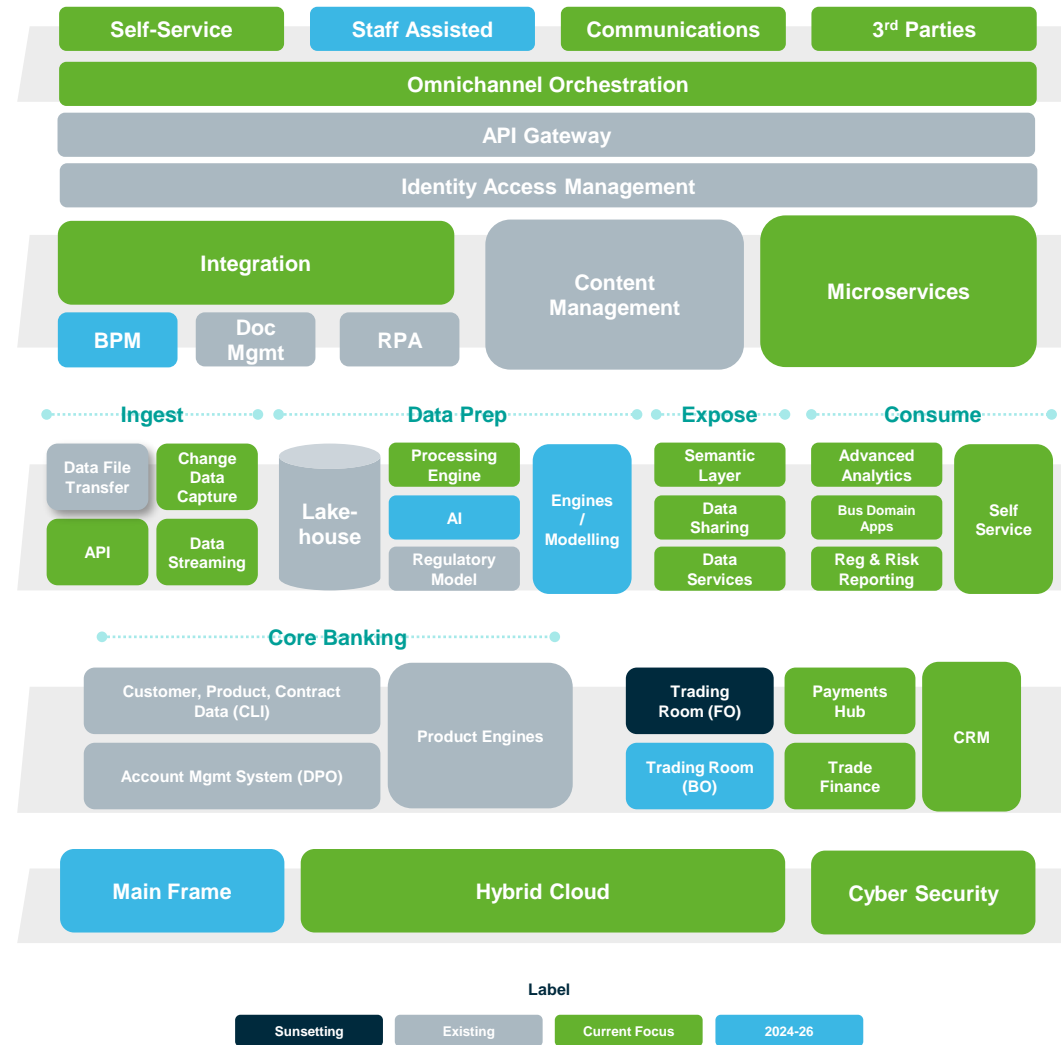 Self-Service
Staff Assisted
Communications
3rd Parties
Omnichannel Orchestration
API Gateway
Identity Access Management
Integration
Content
Management
Microservices
BPM
Doc
Mgmt
RPA
Ingest
Data Prep
Expose
Consume
Data File
Transfer
Change
Data
Capture
API
Data
Streaming
Lake-
house
Processing
Engine
AI
Regulatory
Model
Engines
/
Modelling
Semantic
Layer
Data
Sharing
Data
Services
Advanced
Analytics
Bus Domain
Apps
Reg & Risk
Reporting
Self
Service
Core Banking
Customer, Product, Contract
Data (CLI)
Account Mgmt System (DPO)
Product Engines
Trading
Room (FO)
Trading Room
(BO)
Payments
Hub
Trade
Finance
CRM
Main Frame
Hybrid Cloud
Cyber Security
Label
Sunsetting
Existing
Current Focus
2024-26